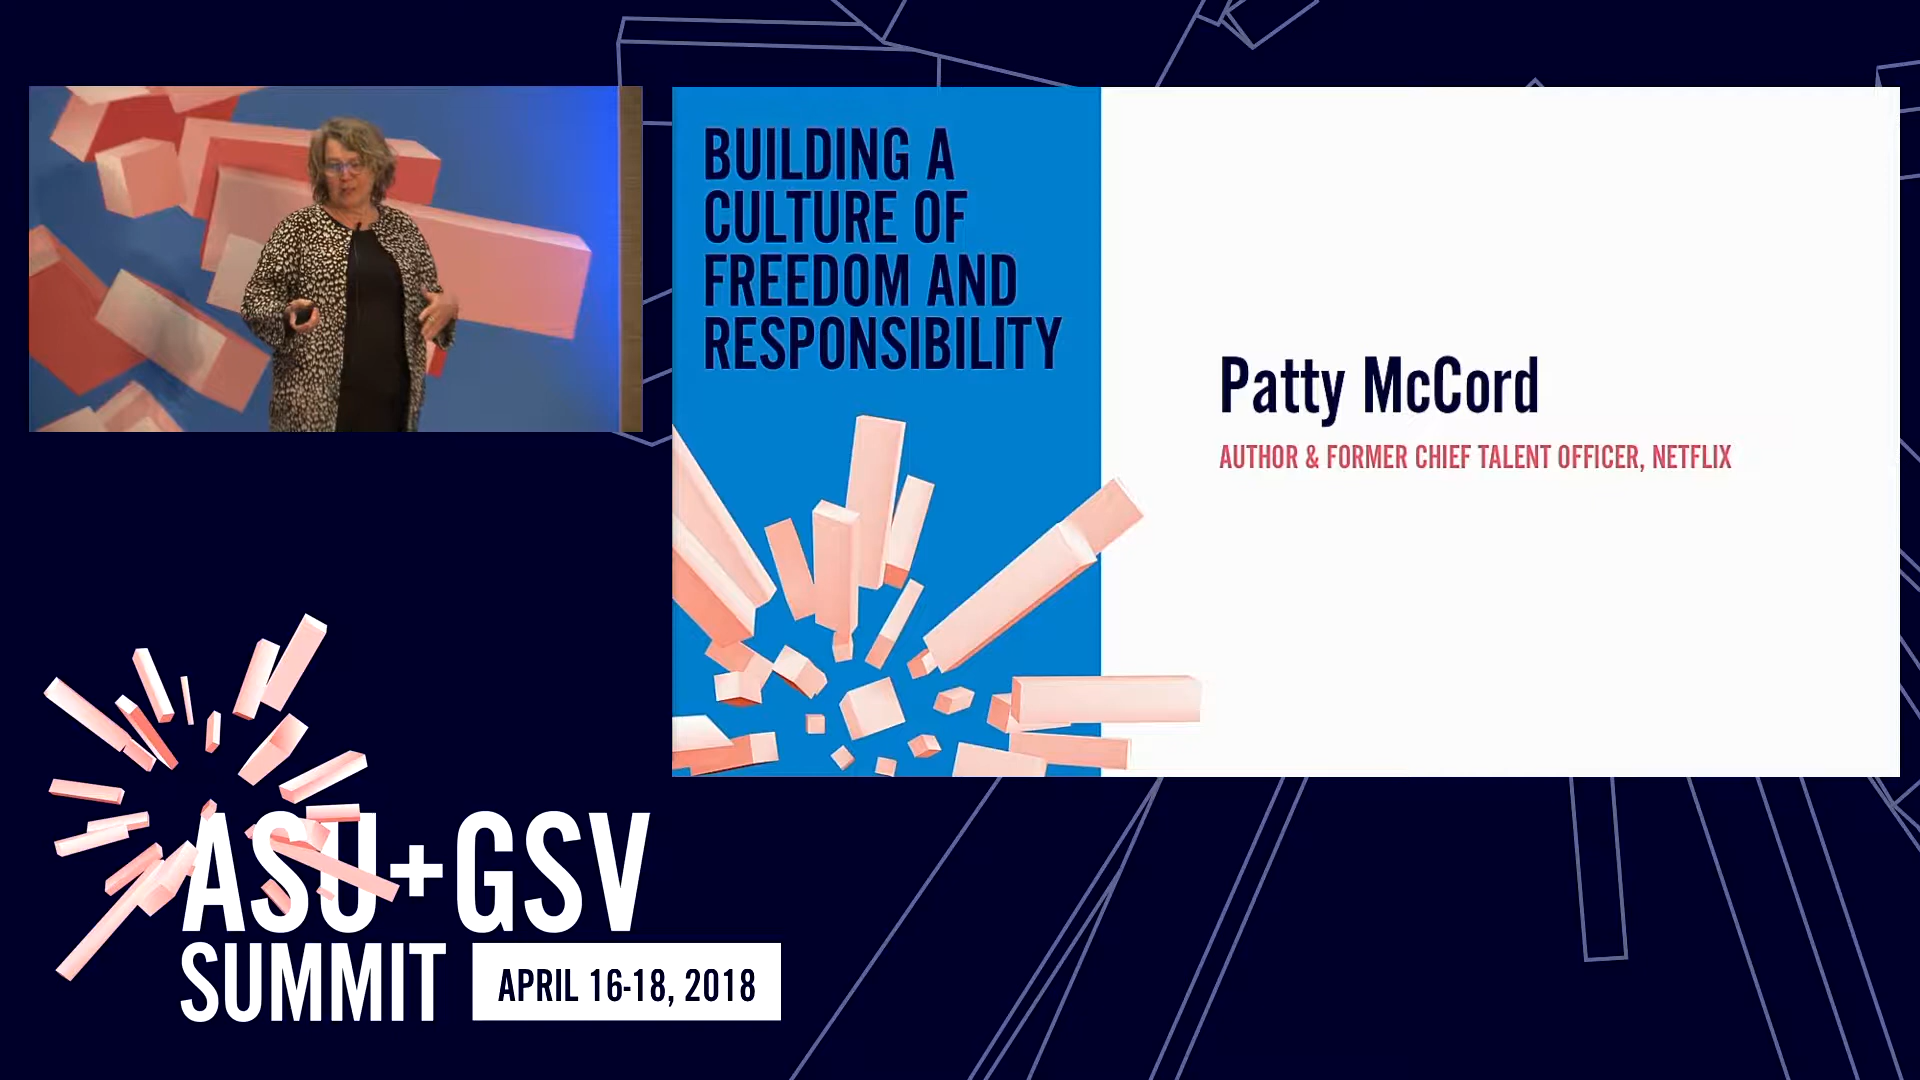 BUILDING A
CULTURE OF
FREEDOM AND
RESPONSIBILITY
Patty McCord
AUTHOR & FORMER CHIEF TALENT OFFICER, NETFLIX
ASU+GSV
SUMMIT
APRIL 16-18, 2018